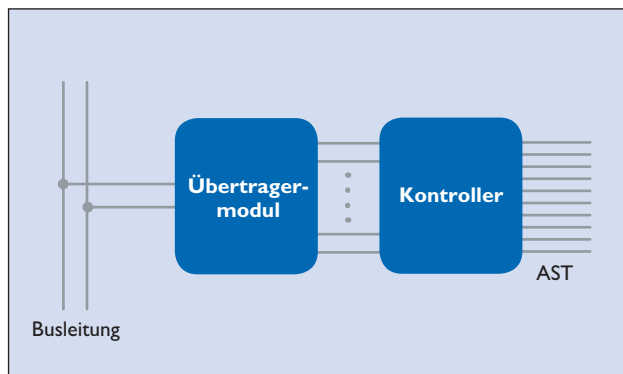 Übertrager-
modul
Kontroller
AST
Busleitung